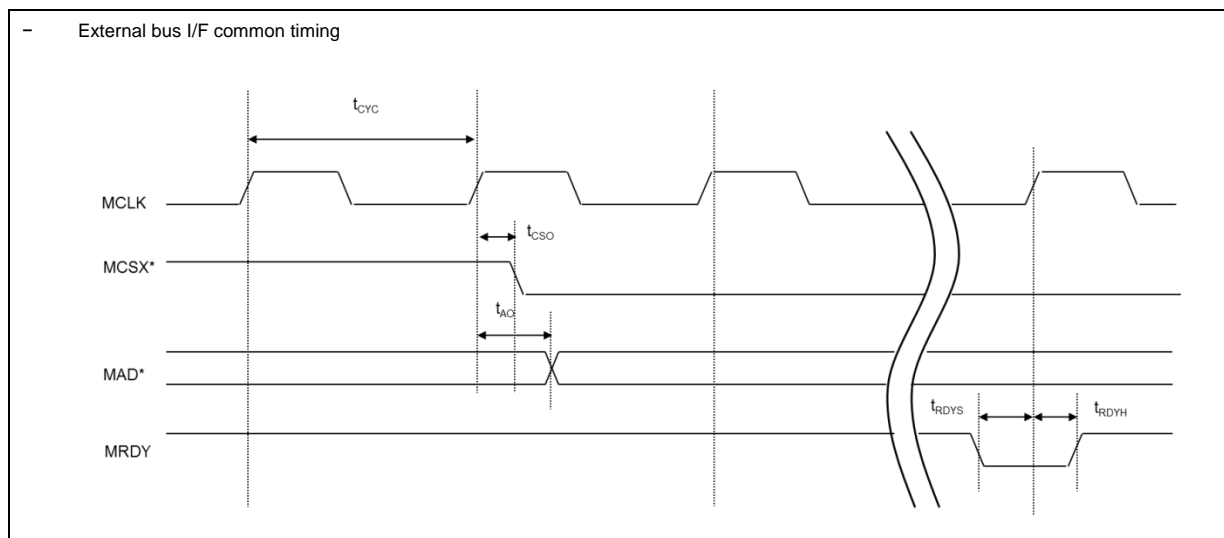 − External bus I/F common timing
tCYC
MCLK
tCSO
MCSX*
tAO
MAD*
tRDYS
tRDYH
MRDY